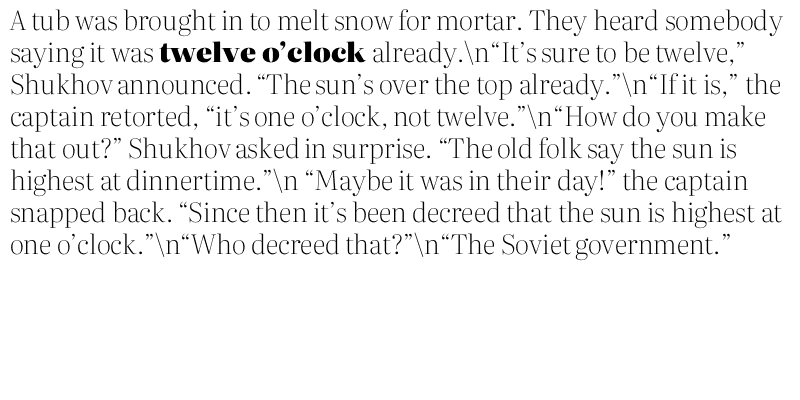 A tub was brought in to melt snow for mortar. They heard somebody
saying it was twelve o’clock already.\n“It’s sure to be twelve,”
Shukhov announced. “The sun’s over the top already.”\n“If it is,” the
captain retorted, “it’s one o’clock, not twelve.”\n“How do you make
that out?” Shukhov asked in surprise. “The old folk say the sun is
highest at dinnertime.”\n “Maybe it was in their day!” the captain
snapped back. “Since then it’s been decreed that the sun is highest at
one o’clock.”\n“Who decreed that?”\n“The Soviet government.”